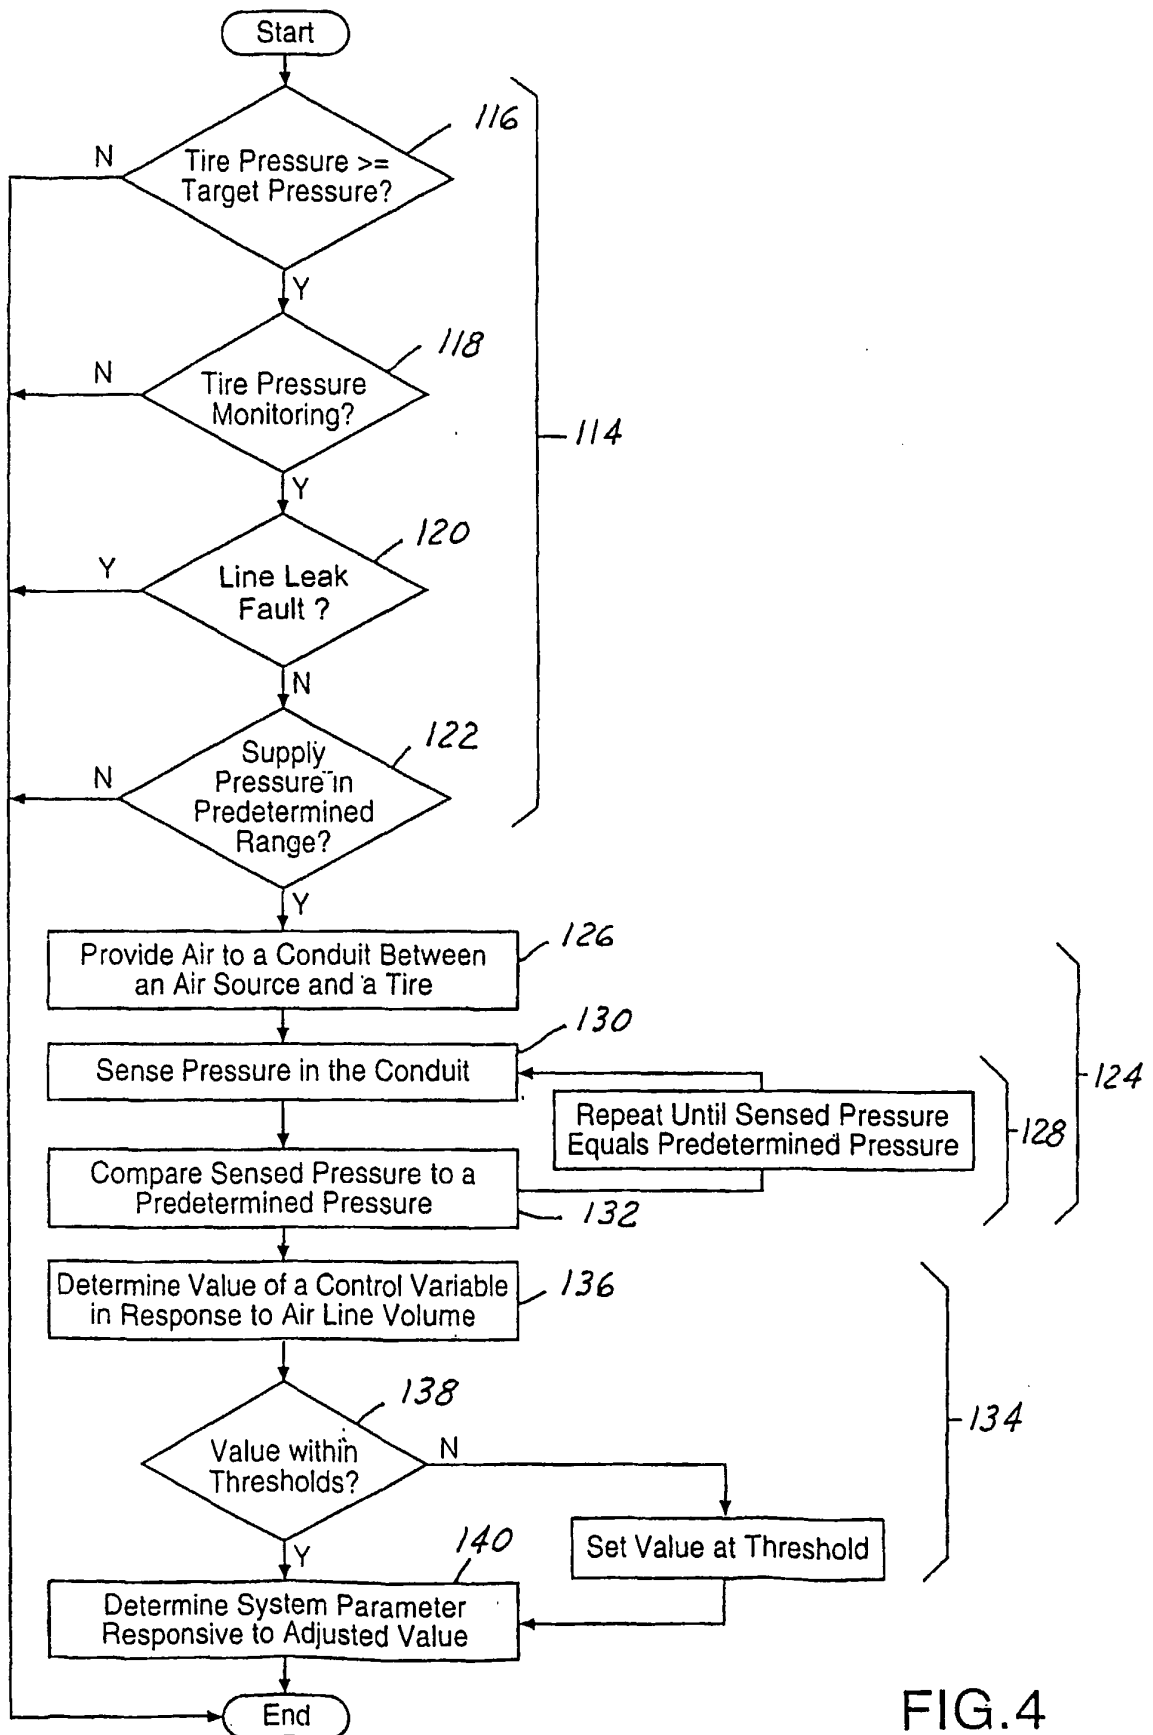 Start
116
N
Tire Pressure >=
Target Pressure?
Y
118
N
Tire Pressure
Monitoring?
114
Y
120
Y
Line Leak
Fault ?
N
122
N
Supply
Pressure in
Predetermined
Range?
Y
126
Provide Air to a Conduit Between
an Air Source and a Tire
130
Sense Pressure in the Conduit
124
Repeat Until Sensed Pressure
Equals Predetermined Pressure
128
Compare Sensed Pressure to a
Predetermined Pressure
132
Determine Value of a Control Variable
in Response to Air Line Volume
136
138
134
Value within
Thresholds?
N
Y
Set Value at Threshold
140
Determine System Parameter
Responsive to Adjusted Value
End
FIG.4